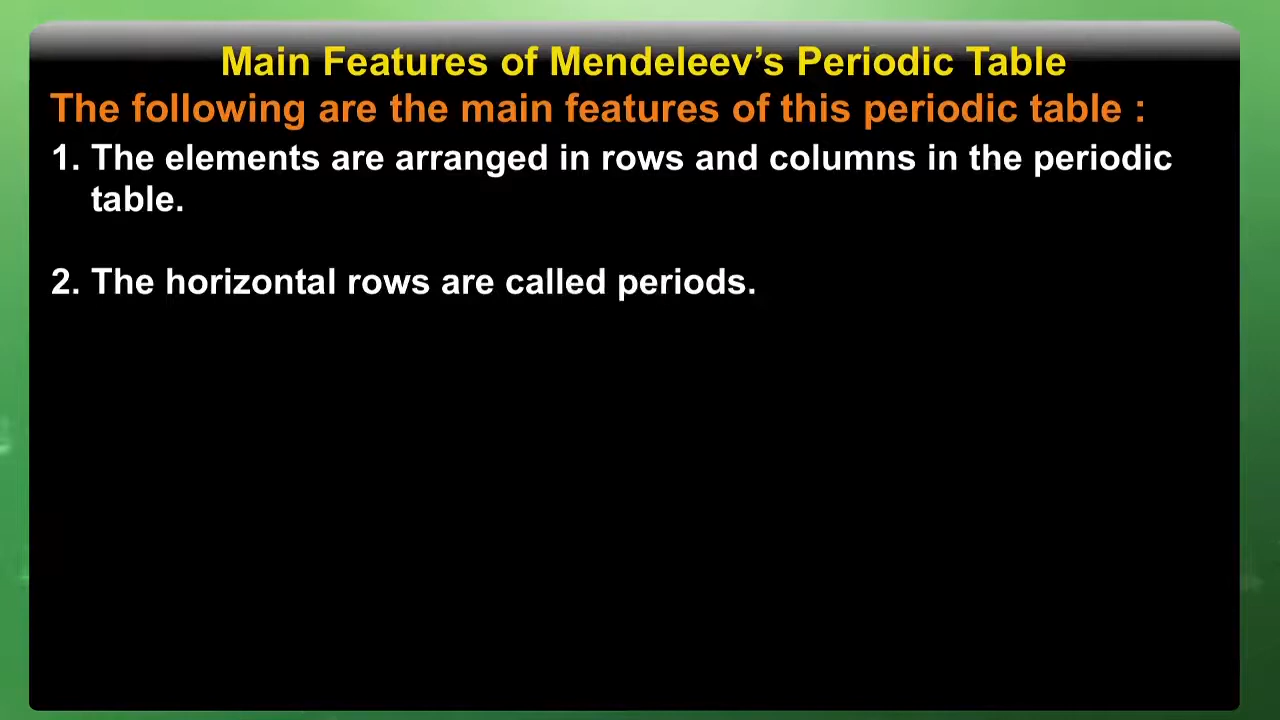 Main Features of Mendeleev’s Periodic Table
The following are the main features of this periodic table :
1. The elements are arranged in rows and columns in the periodic
table.
2. The horizontal rows are called periods.